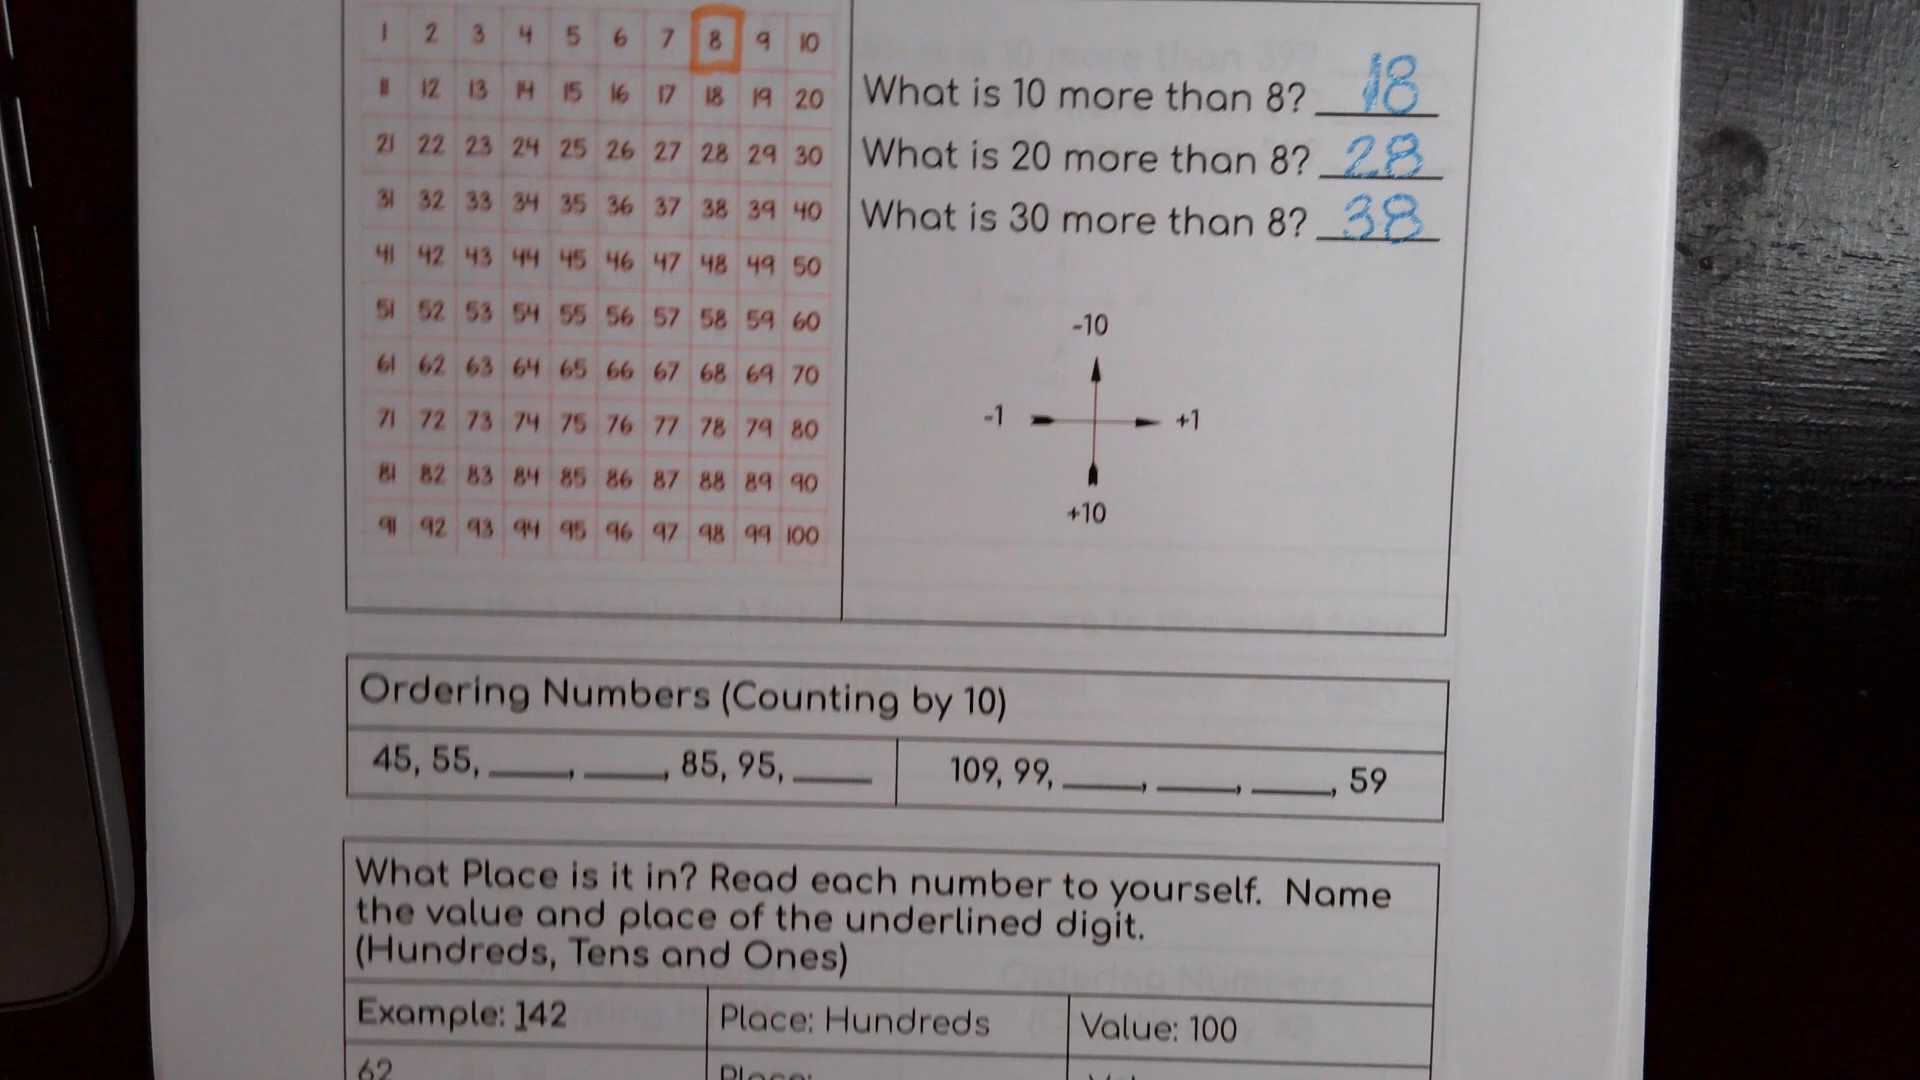 1 2 3 4 5 6 7 8 9 10
11 12 13 14 15 16 17 18 19 20
21 22 23 24 25 26 27 28 29 30
31 32 33 34 35 36 37 38 39 40
41 42 43 44 45 46 47 48 49 50
51 52 53 54 55 56 57 58 59 60
61 62 63 64 65 66 67 68 69 70
71 72 73 74 75 76 77 78 79 80
81 82 83 84 85 86 87 88 89 90
91 92 93 94 95 96 97 98 99 100
What is 10 more than 8? 18
What is 20 more than 8? 28
What is 30 more than 8? 38
-10
-1 +1
+10
Ordering Numbers (Counting by 10)
45, 55, ____, ____, 85, 95, ____
109, 99, ____, ____, ____, 59
What Place is it in? Read each number to yourself. Name
the value and place of the underlined digit.
(Hundreds, Tens and Ones)
Example: 142 Place: Hundreds Value: 100
62 Place: